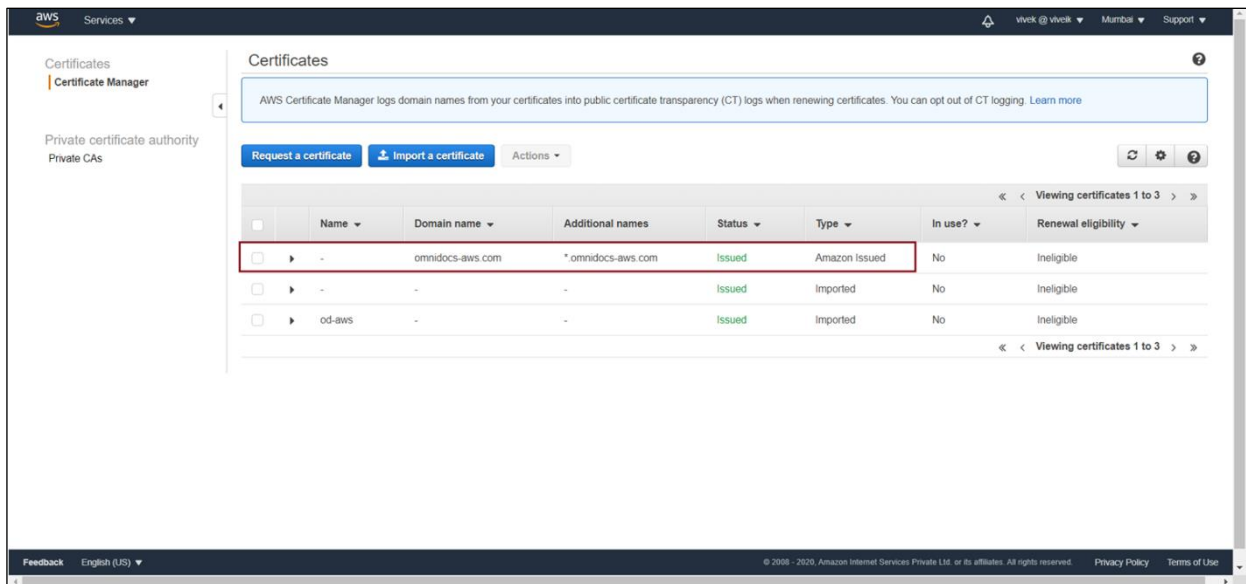 aws Services vivek @ viveik Mumbai Support
Certificates
Certificate Manager
Private certificate authority
Private CAs
Certificates
AWS Certificate Manager logs domain names from your certificates into public certificate transparency (CT) logs when renewing certificates. You can opt out of CT logging. Learn more
Request a certificate Import a certificate Actions
« < Viewing certificates 1 to 3 > »
Name Domain name Additional names Status Type In use? Renewal eligibility
- omnidocs-aws.com *.omnidocs-aws.com Issued Amazon Issued No Ineligible
- - - Issued Imported No Ineligible
od-aws - - Issued Imported No Ineligible
« < Viewing certificates 1 to 3 > »
Feedback English (US) © 2008 - 2020, Amazon Internet Services Private Ltd. or its affiliates. All rights reserved. Privacy Policy Terms of Use